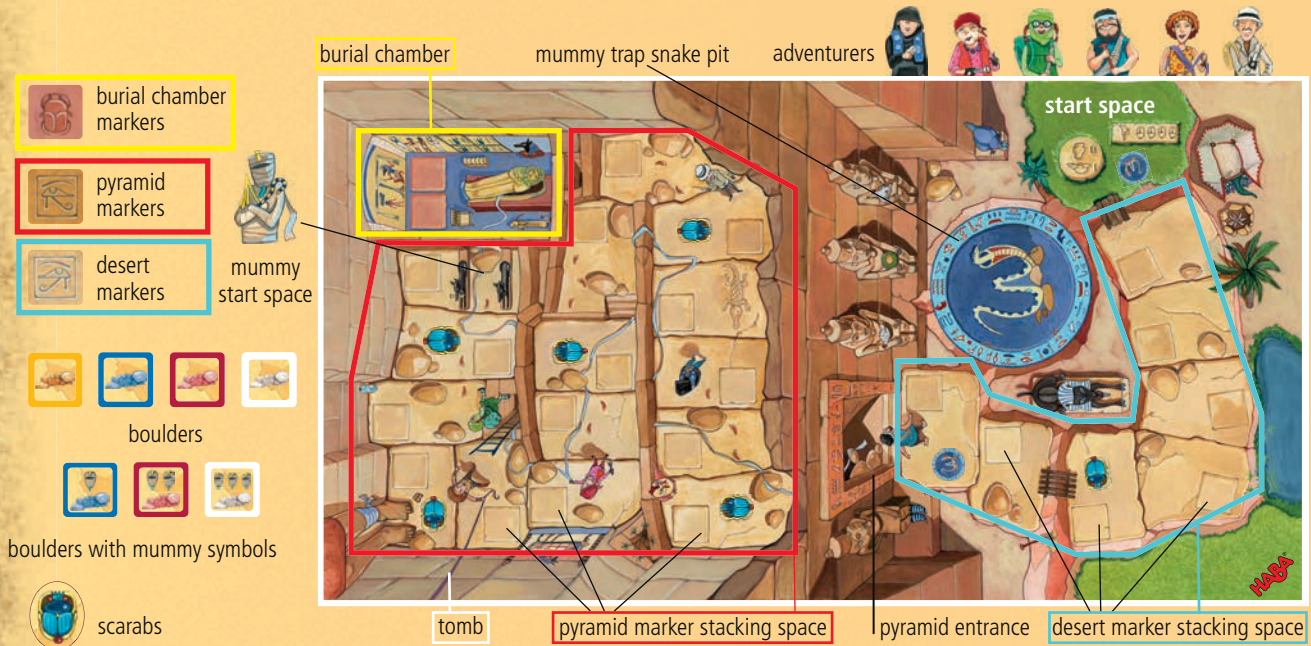 burial chamber
mummy trap snake pit
adventurers
burial chamber
markers
start space
pyramid
markers
desert
markers
mummy
start space
boulders
boulders with mummy symbols
scarabs
tomb
pyramid marker stacking space
pyramid entrance
desert marker stacking space
HABA